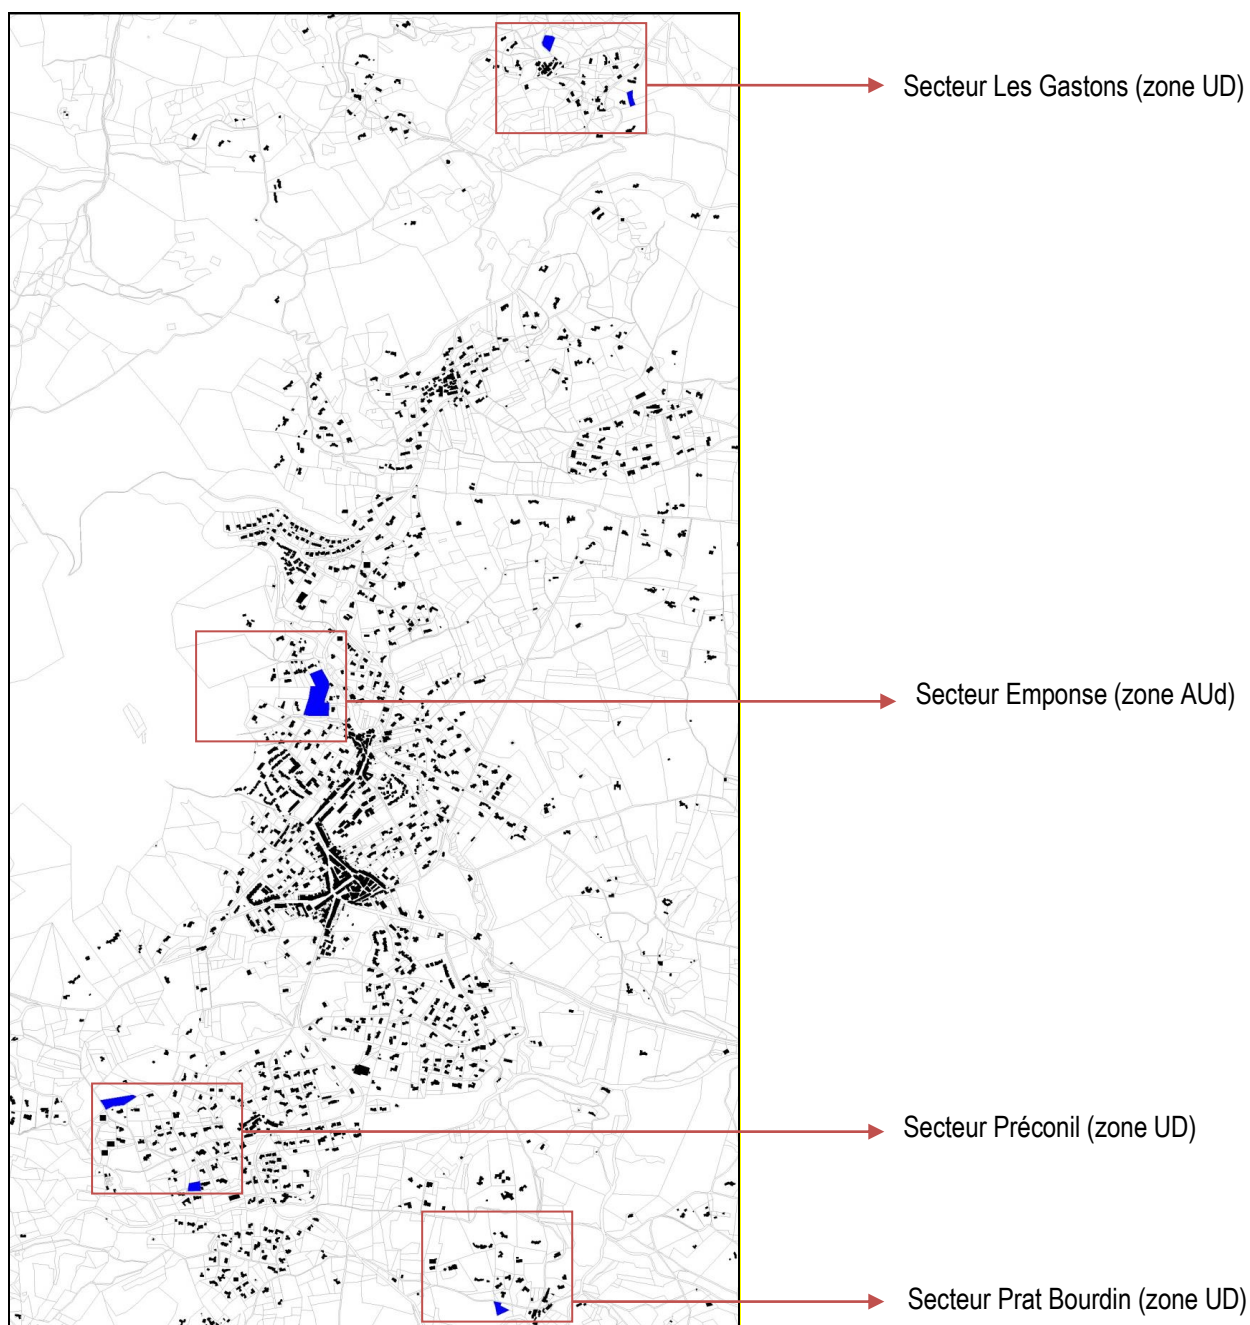 Secteur Les Gastons (zone UD)
Secteur Emponse (zone AUd)
Secteur Préconil (zone UD)
Secteur Prat Bourdin (zone UD)